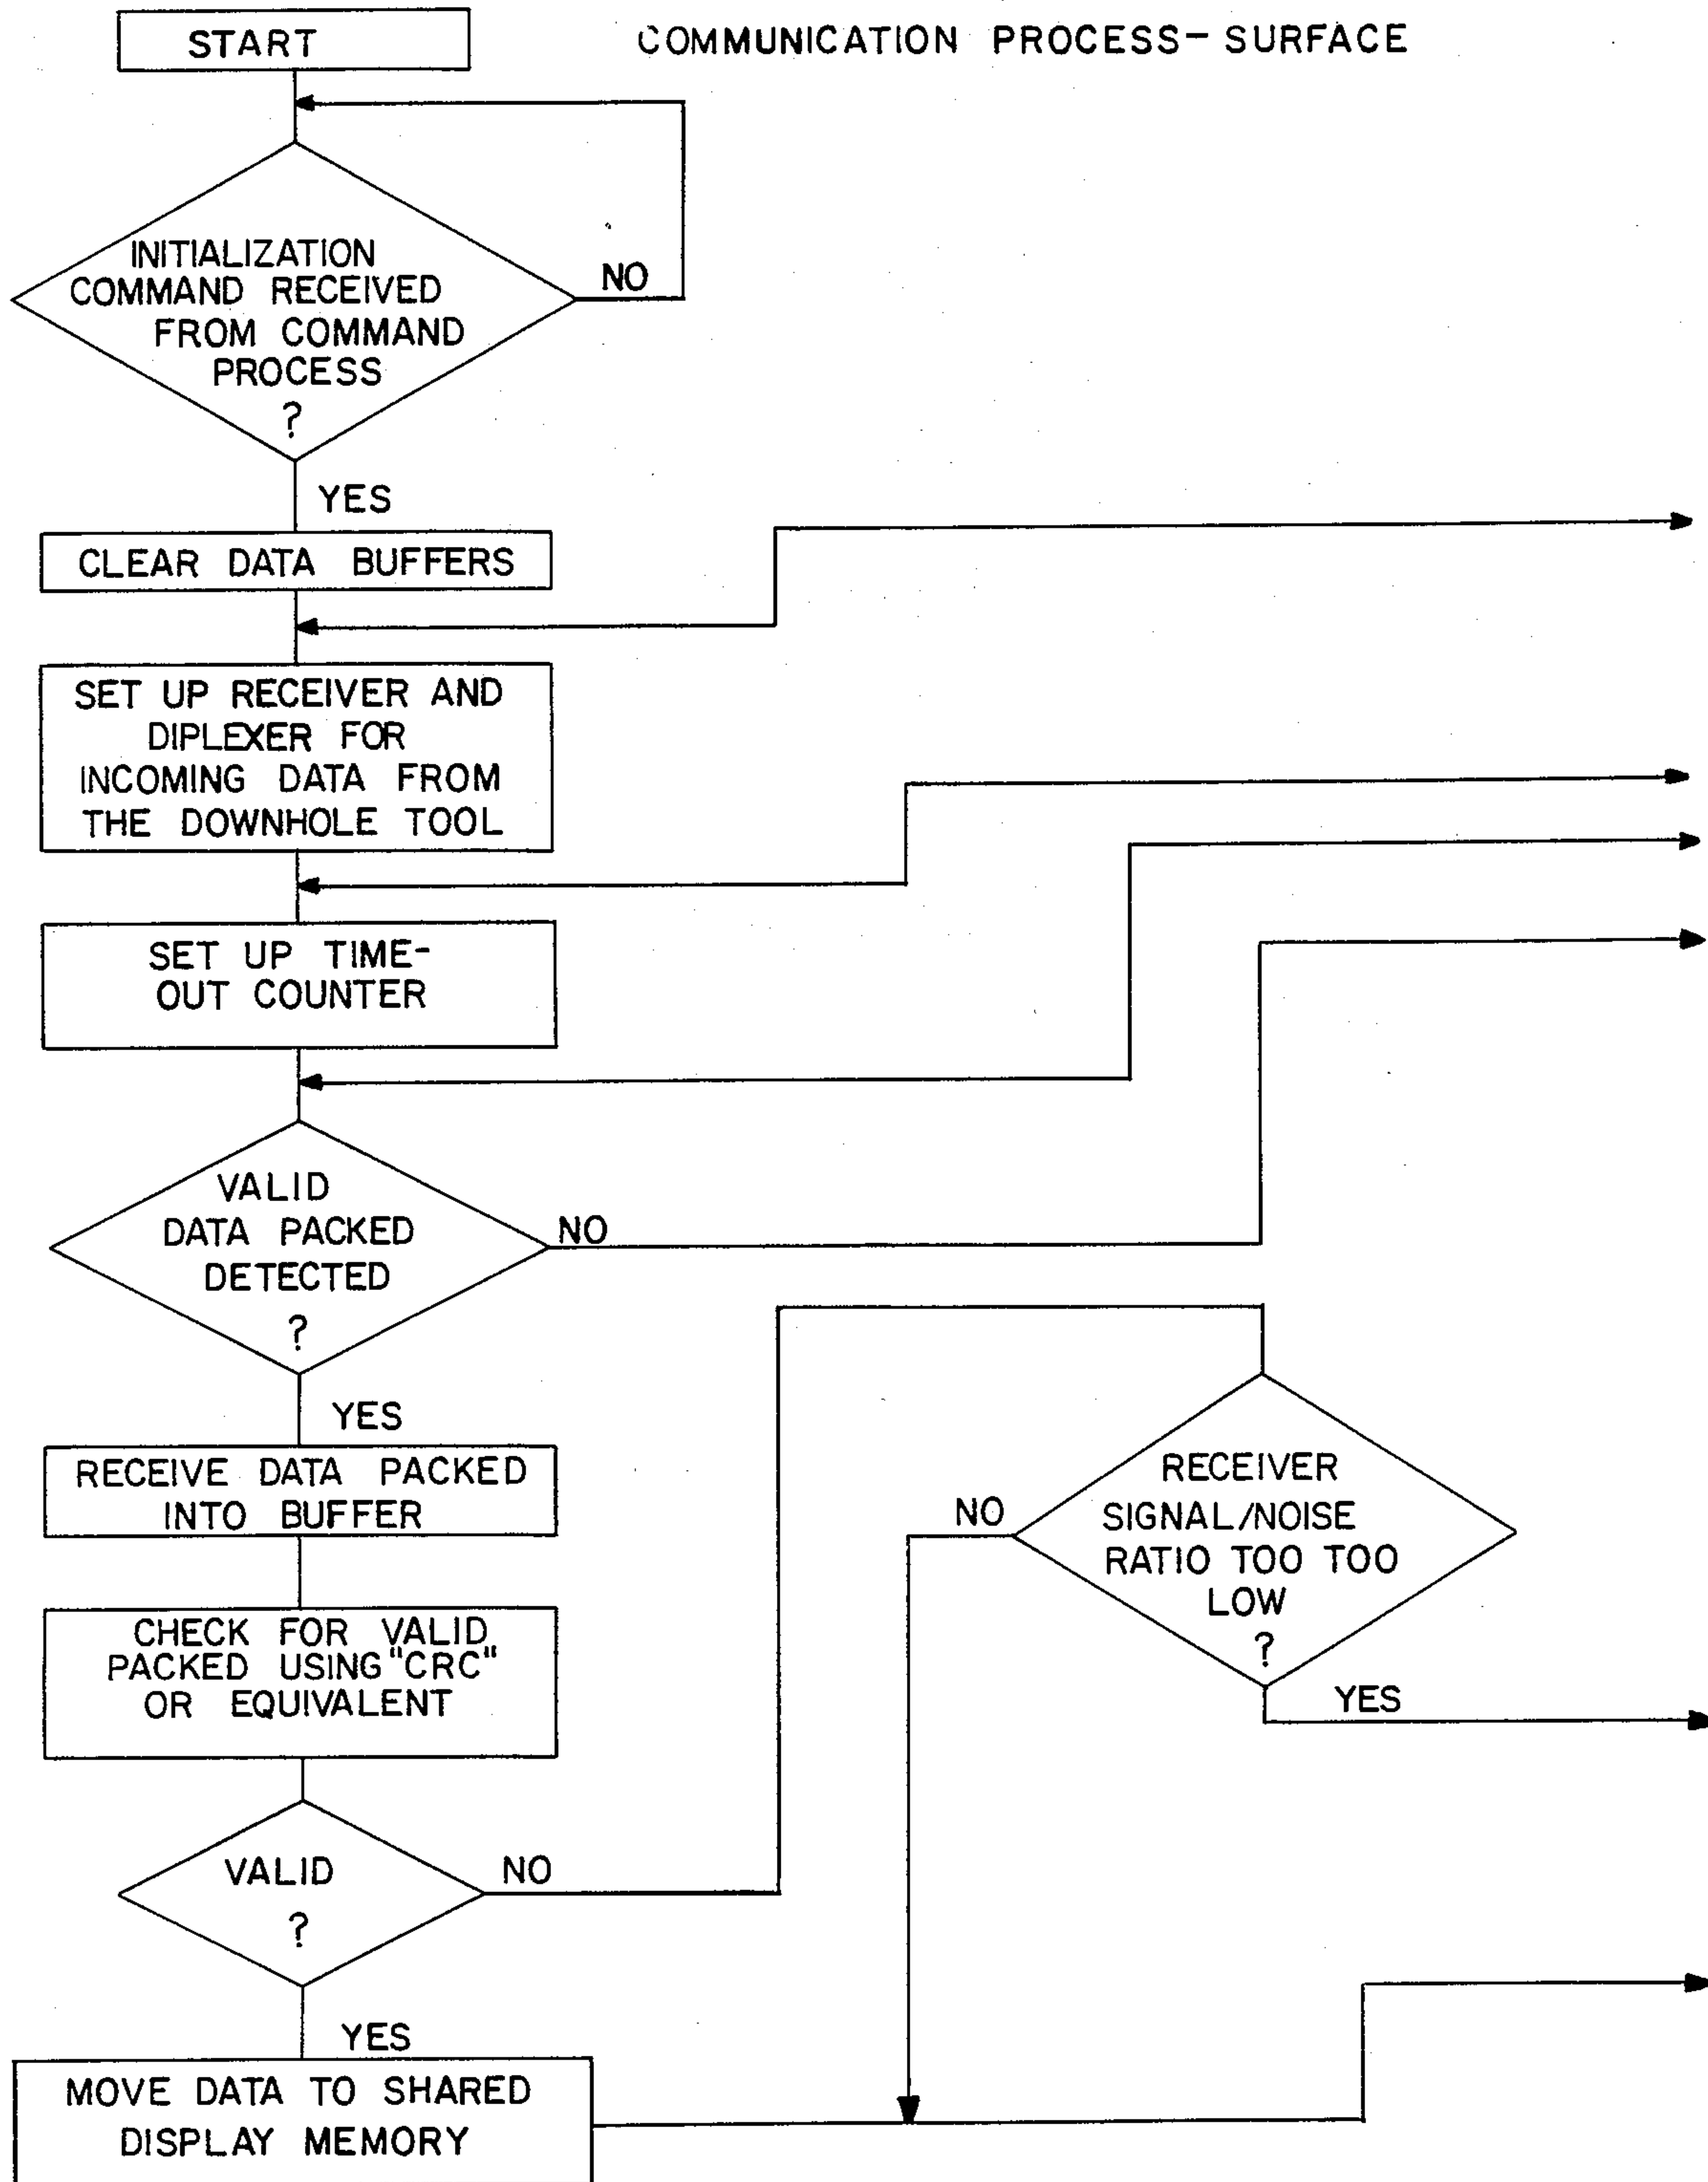 START
COMMUNICATION PROCESS-SURFACE
INITIALIZATION
COMMAND RECEIVED
FROM COMMAND
PROCESS
?
NO
YES
CLEAR DATA BUFFERS
SET UP RECEIVER AND
DIPLEXER FOR
INCOMING DATA FROM
THE DOWNHOLE TOOL
SET UP TIME-
OUT COUNTER
VALID
DATA PACKED
DETECTED
?
NO
YES
RECEIVE DATA PACKED
INTO BUFFER
CHECK FOR VALID
PACKED USING "CRC"
OR EQUIVALENT
VALID
?
NO
YES
MOVE DATA TO SHARED
DISPLAY MEMORY
RECEIVER
SIGNAL/NOISE
RATIO TOO TOO
LOW
?
NO
YES